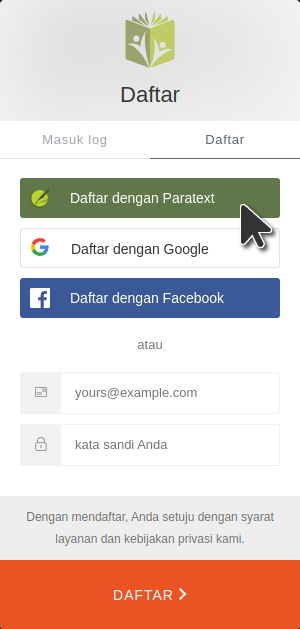 Daftar
Masuk log
Daftar
Daftar dengan Paratext
Daftar dengan Google
Daftar dengan Facebook
atau
yours@example.com
kata sandi Anda
Dengan mendaftar, Anda setuju dengan syarat
layanan dan kebijakan privasi kami.
DAFTAR